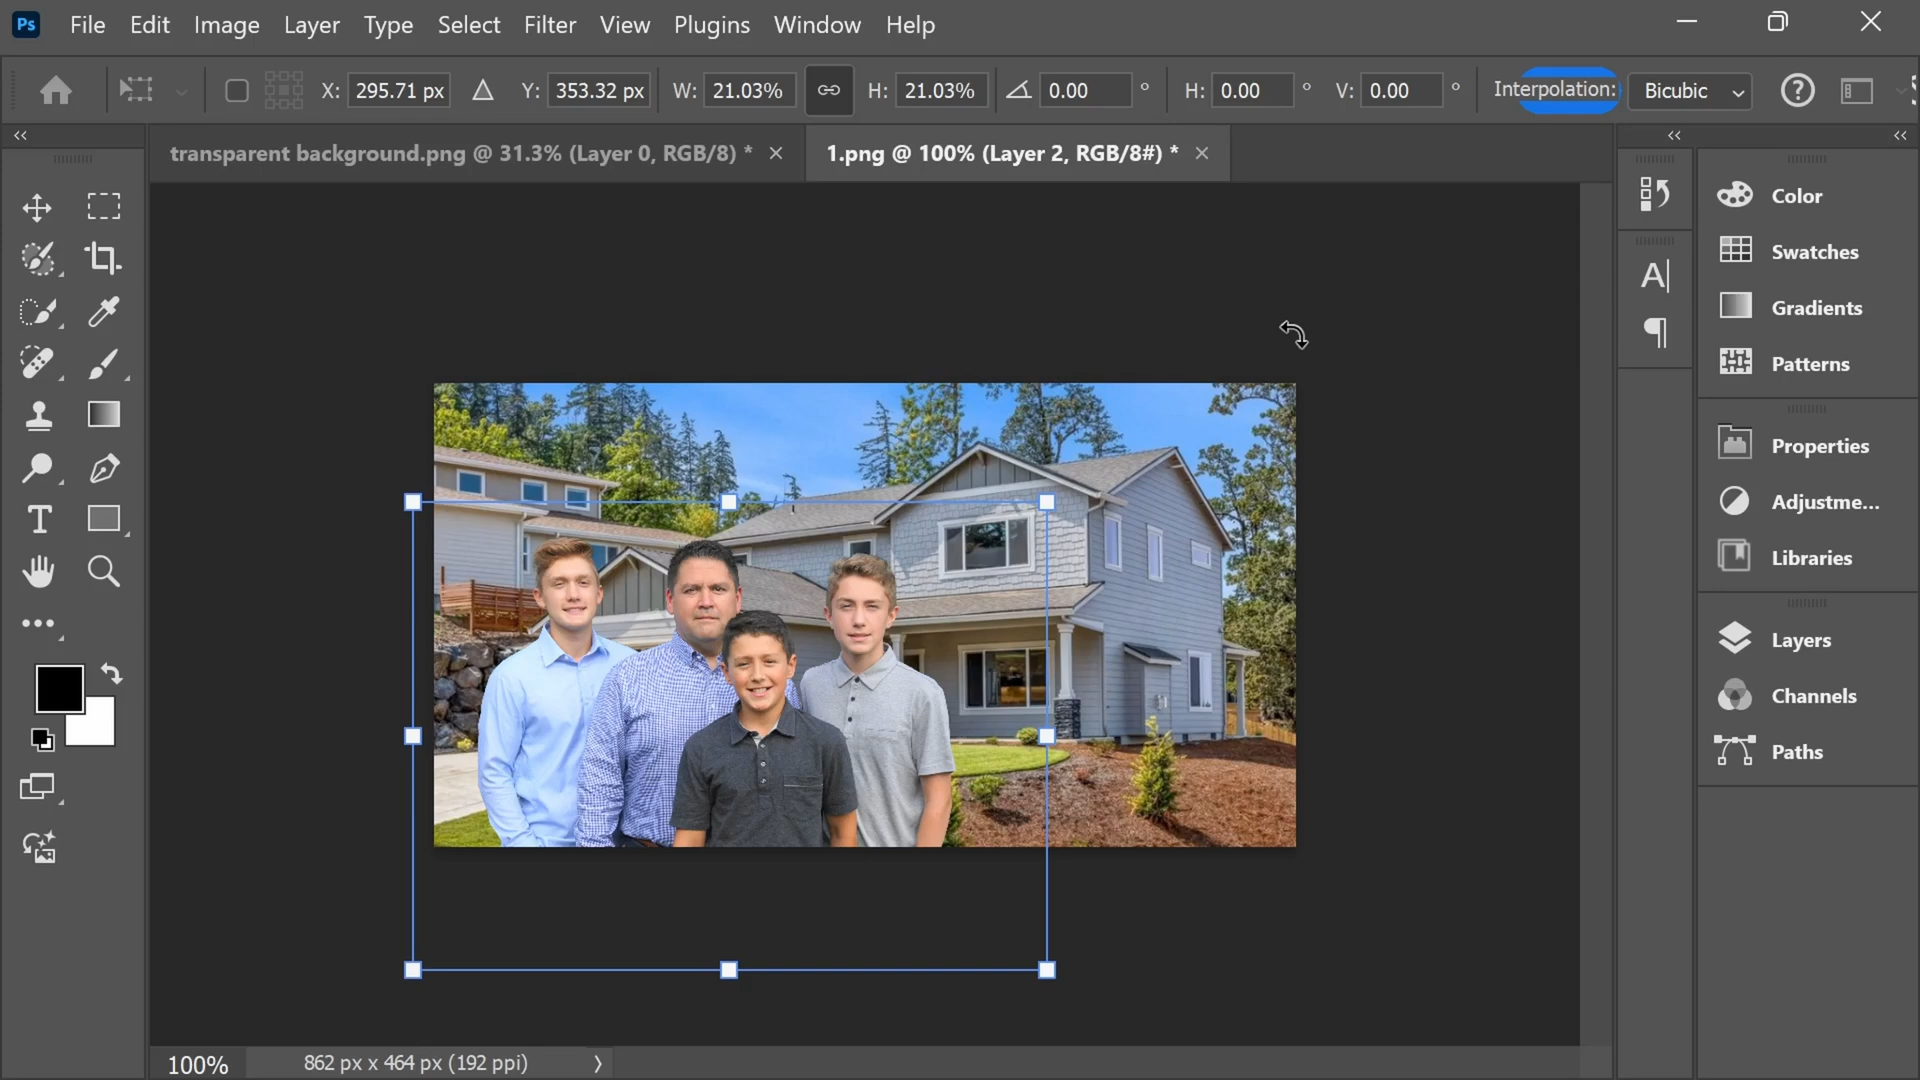 Ps File Edit Image Layer Type Select Filter View Plugins Window Help
X: 295.71 px Y: 353.32 px W: 21.03% H: 21.03% 0.00 ° H: 0.00 ° V: 0.00 ° Interpolation: Bicubic ?
transparent background.png @ 31.3% (Layer 0, RGB/8) * × 1.png @ 100% (Layer 2, RGB/8#) * ×
Color
Swatches
Gradients
Patterns
Properties
Adjustme...
Libraries
Layers
Channels
Paths
100% 862 px x 464 px (192 ppi)